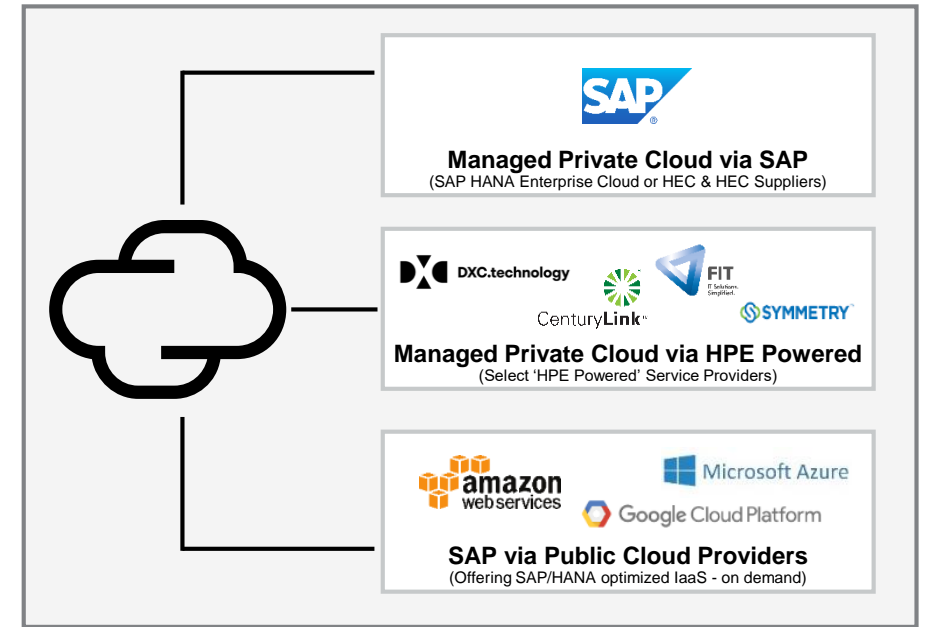 SAP
®
Managed Private Cloud via SAP
(SAP HANA Enterprise Cloud or HEC & HEC Suppliers)
DXC.technology
FIT
IT Solutions.
Simplified.
CenturyLink™
SYMMETRY™
Managed Private Cloud via HPE Powered
(Select ‘HPE Powered’ Service Providers)
amazon
webservices
Microsoft Azure
Google Cloud Platform
SAP via Public Cloud Providers
(Offering SAP/HANA optimized IaaS - on demand)